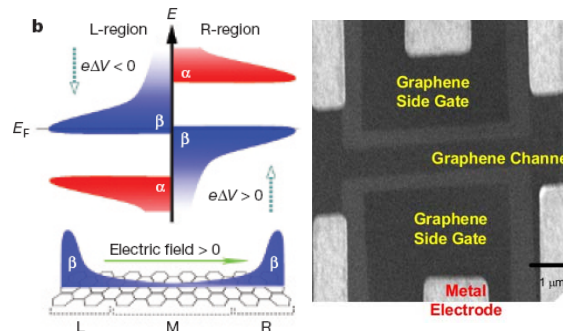 b
L-region
E
R-region
eΔV < 0
α
β
E_F
β
α
eΔV > 0
Electric field > 0
β
β
L
M
R
Graphene
Side Gate
Graphene Channe
Graphene
Side Gate
1 μm
Metal
Electrode